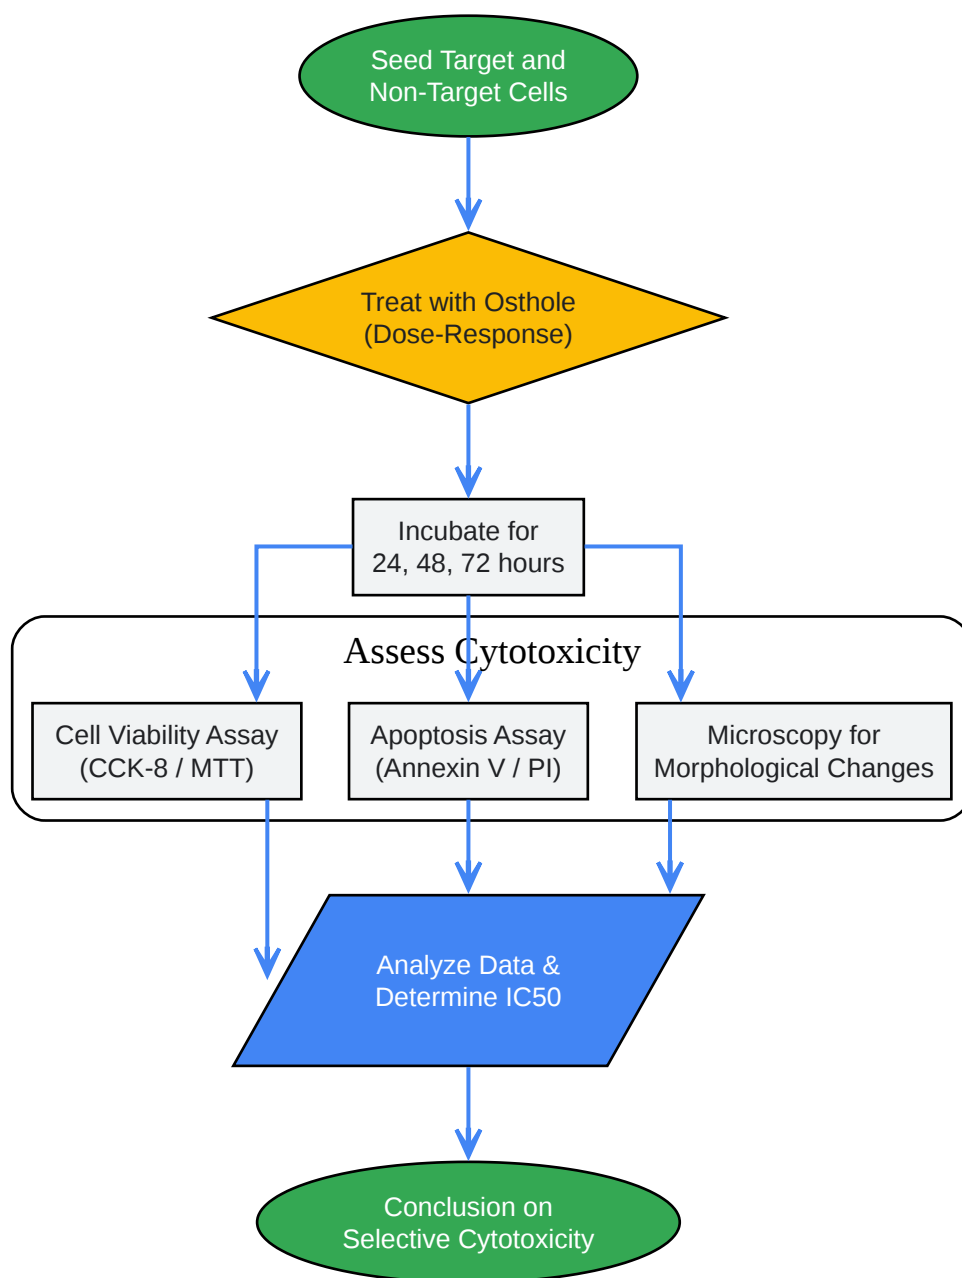 Seed Target and
Non-Target Cells
Treat with Osthole
(Dose-Response)
Incubate for
24, 48, 72 hours
Assess Cytotoxicity
Cell Viability Assay
(CCK-8 / MTT)
Apoptosis Assay
(Annexin V / PI)
Microscopy for
Morphological Changes
Analyze Data &
Determine IC50
Conclusion on
Selective Cytotoxicity